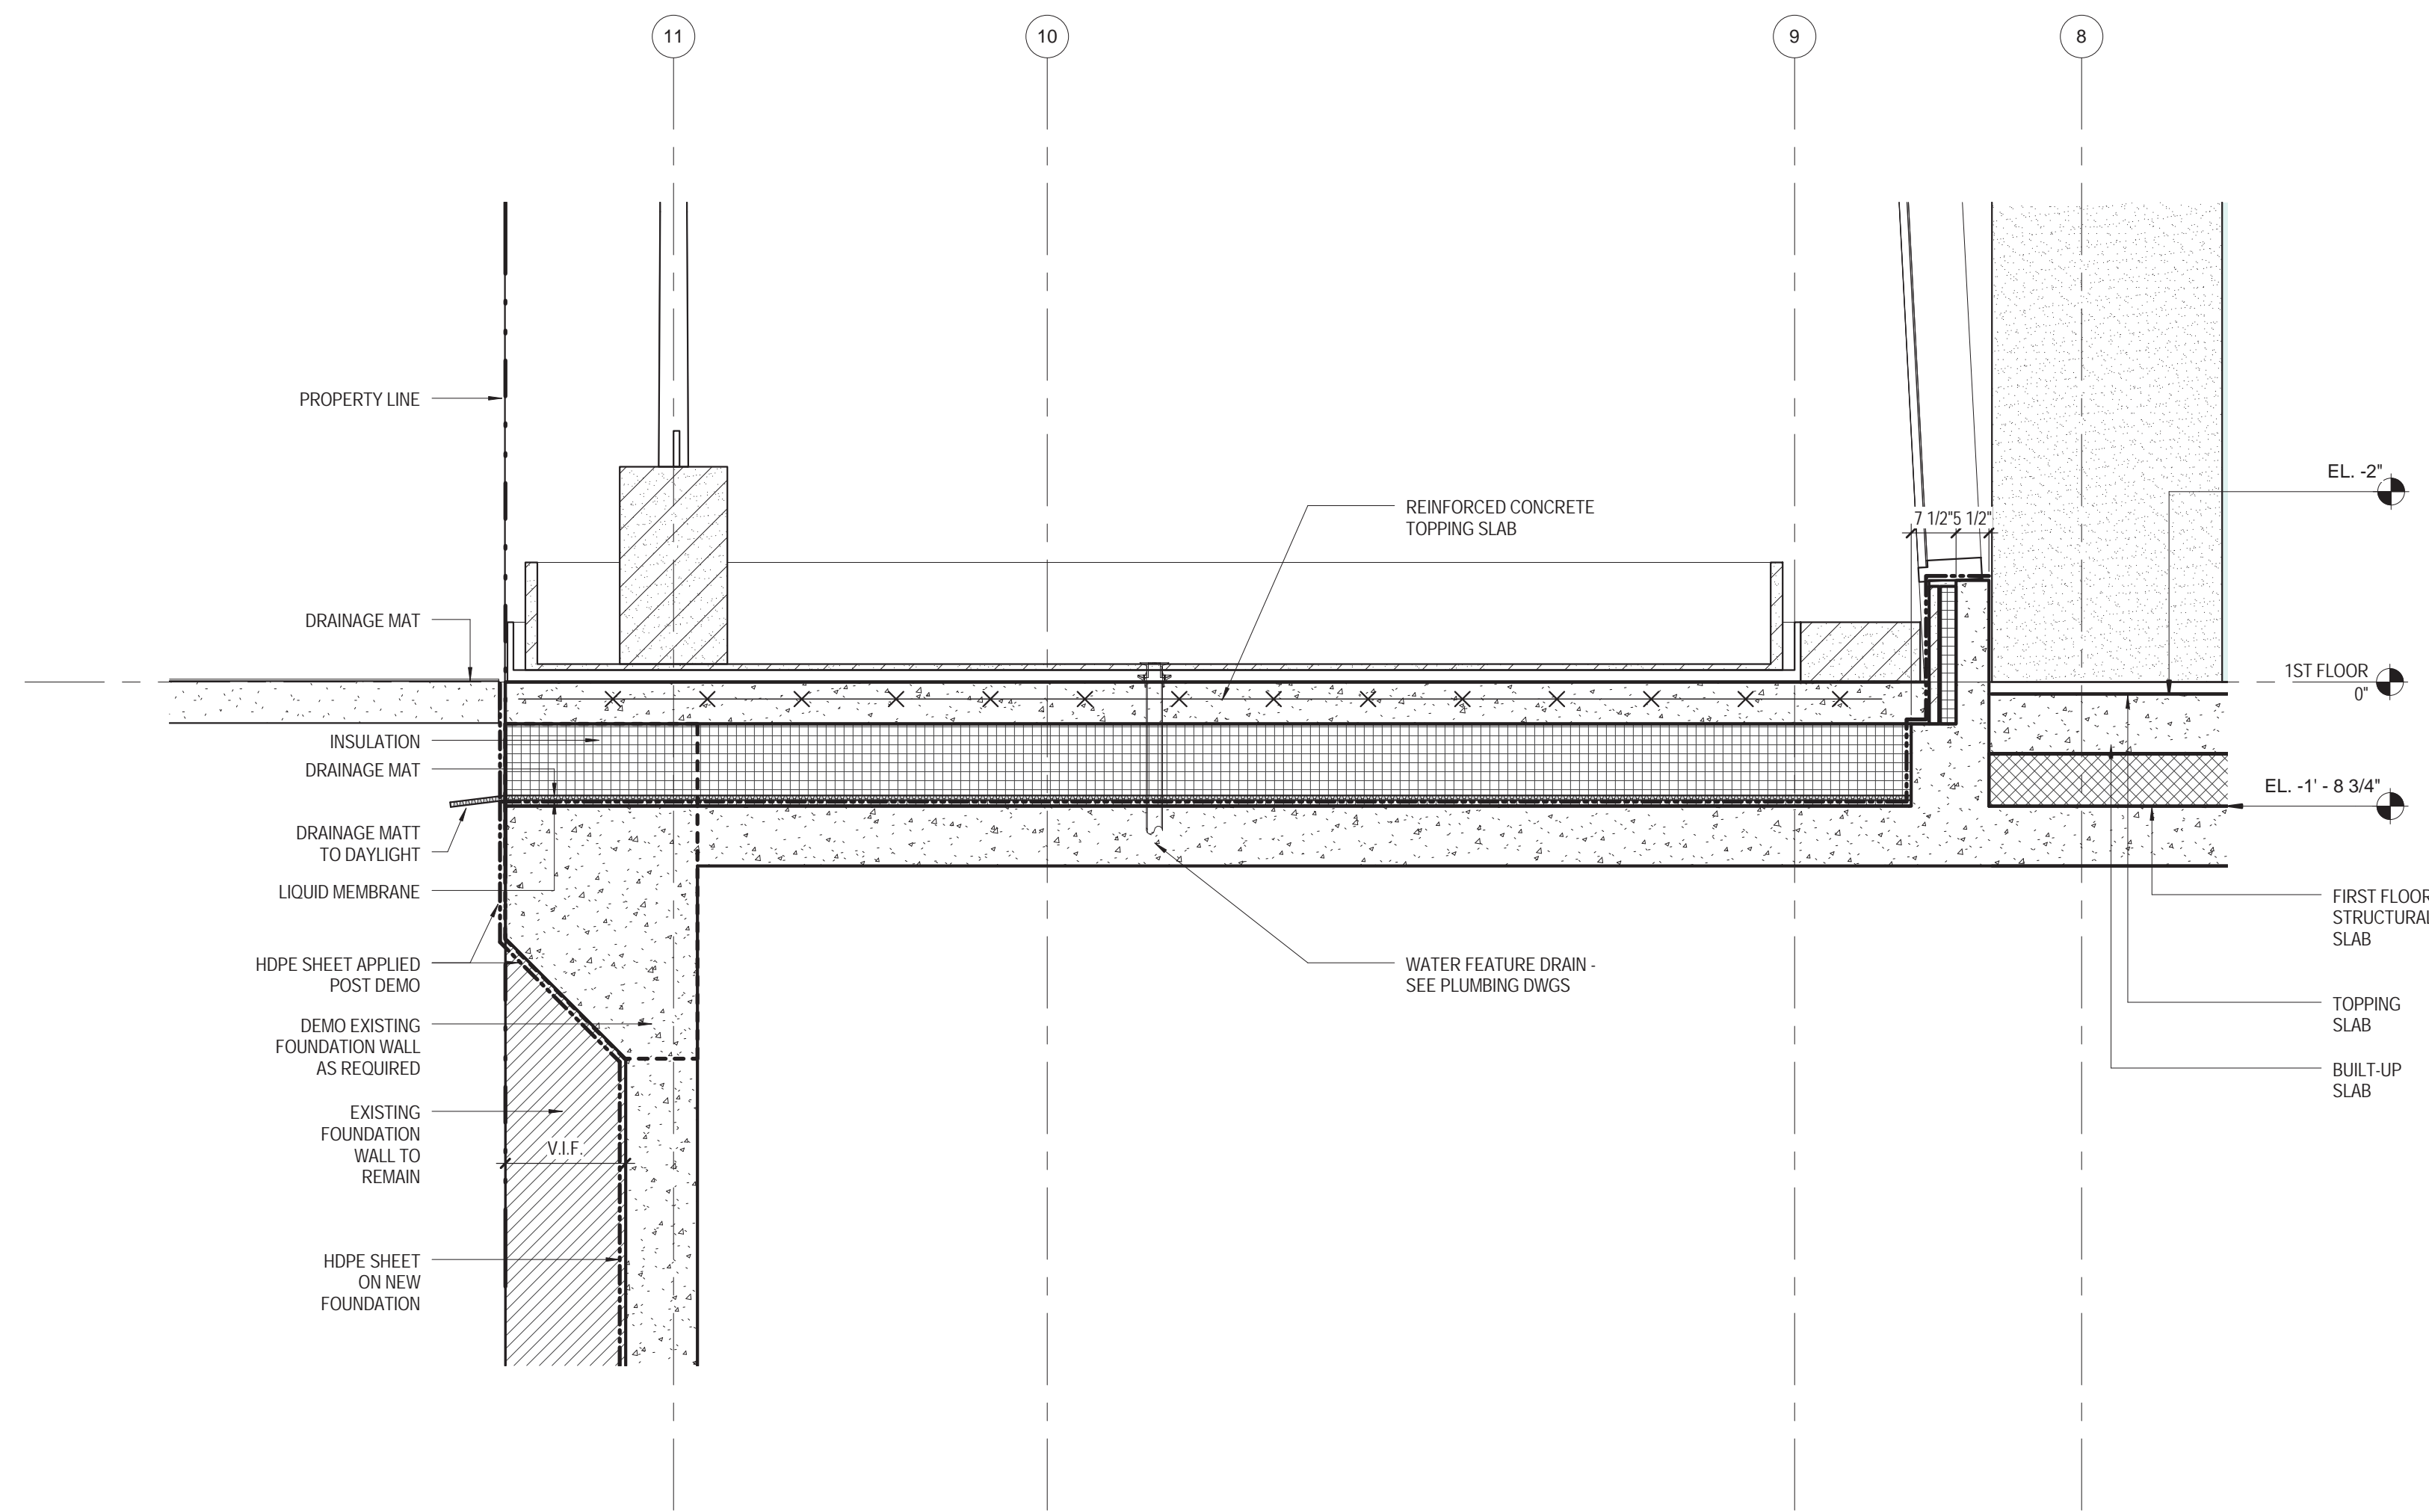 11
10
9
8
PROPERTY LINE
EL. -2"
REINFORCED CONCRETE
TOPPING SLAB
7 1/2"
5 1/2"
DRAINAGE MAT
1ST FLOOR
0"
INSULATION
DRAINAGE MAT
EL. -1' - 8 3/4"
DRAINAGE MATT
TO DAYLIGHT
LIQUID MEMBRANE
FIRST FLOOR
STRUCTURAL
SLAB
HDPE SHEET APPLIED
POST DEMO
WATER FEATURE DRAIN -
SEE PLUMBING DWGS
DEMO EXISTING
FOUNDATION WALL
AS REQUIRED
TOPPING
SLAB
BUILT-UP
SLAB
EXISTING
FOUNDATION
WALL TO
REMAIN
V.I.F.
HDPE SHEET
ON NEW
FOUNDATION